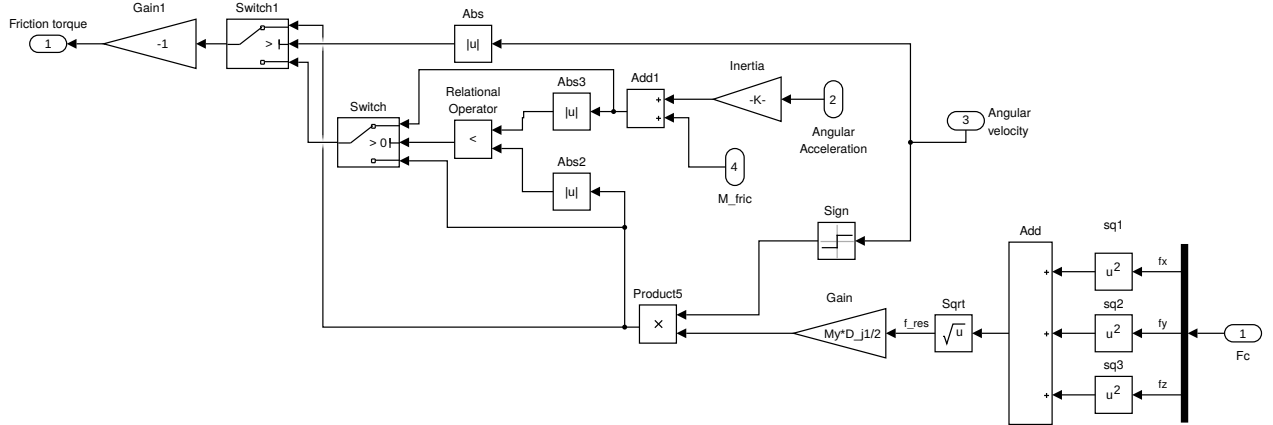 Friction torque
1
Gain1
-1
Switch1
>
Abs
|u|
Switch
> 0
Relational
Operator
<
Abs3
|u|
Abs2
|u|
Add1
+
+
Inertia
-K-
2
Angular
Acceleration
4
M_fric
3
Angular
velocity
Sign
Product5
×
Gain
My*D_j1/2
f_res
Sqrt
√u
Add
+
+
+
sq1
u²
fx
sq2
u²
fy
sq3
u²
fz
1
Fc